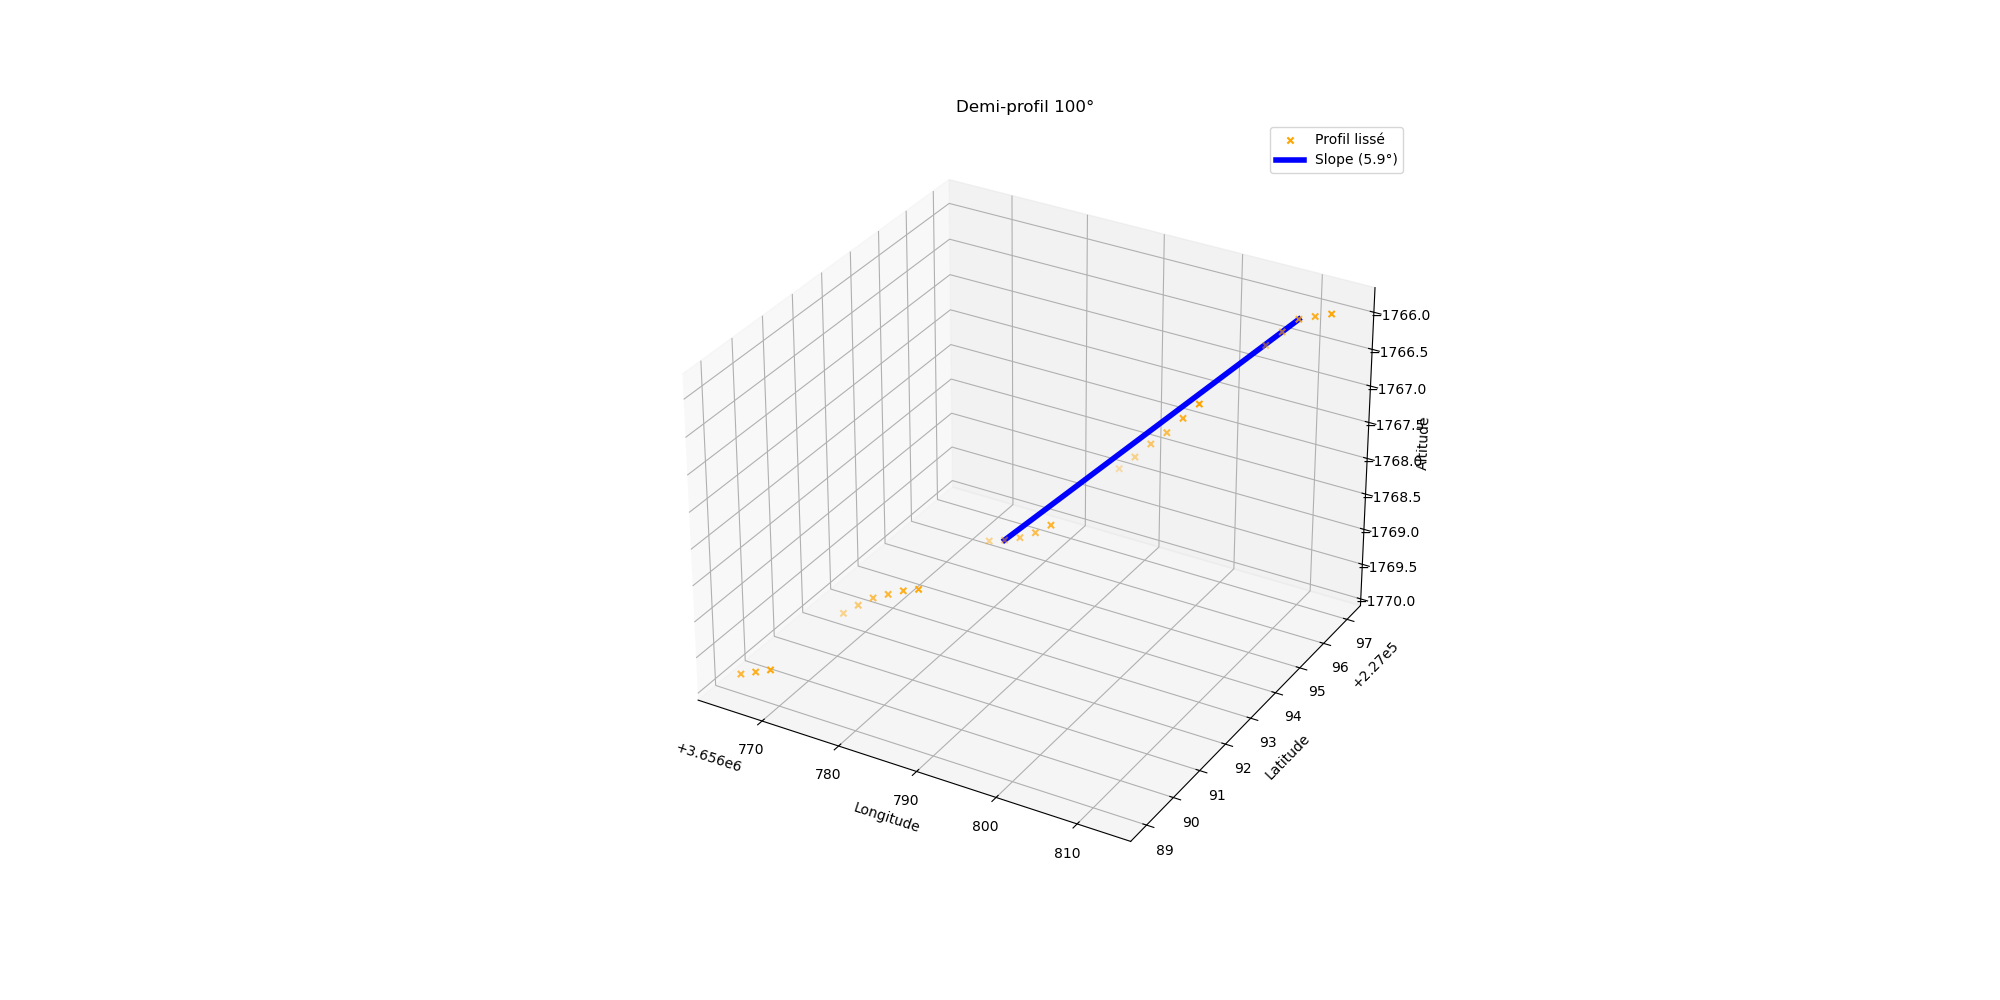 Demi-profil 100°
Profil lissé
Slope (5.9°)
−1766.0
−1766.5
−1767.0
−1767.5
−1768.0
−1768.5
−1769.0
−1769.5
−1770.0
Altitude
97
96
95
94
93
92
91
90
89
+2.27e5
Latitude
770
780
790
800
810
+3.656e6
Longitude